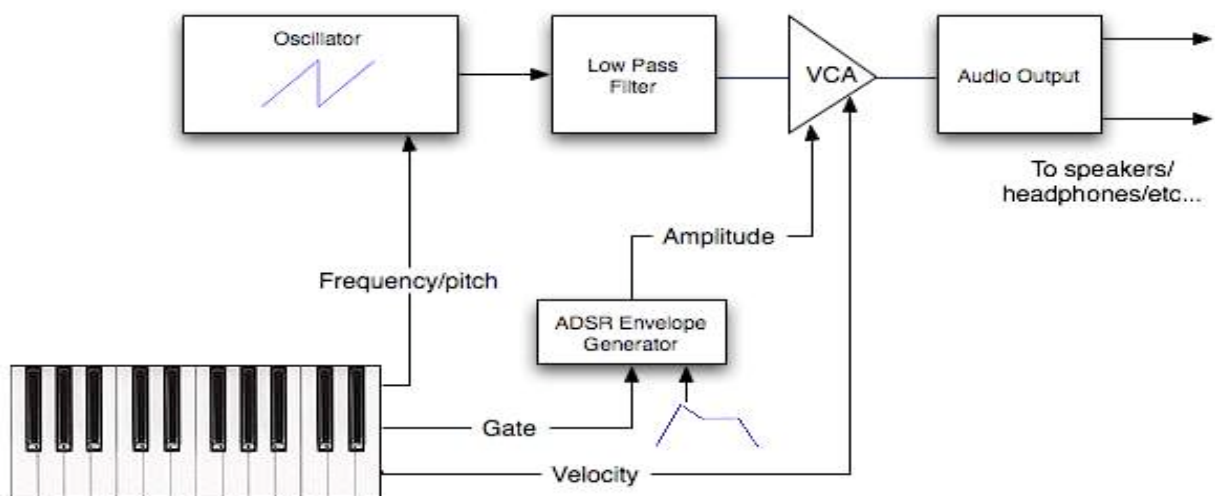 Oscillator
Low Pass
Filter
VCA
Audio Output
To speakers/
headphones/etc...
Amplitude
Frequency/pitch
ADSR Envelope
Generator
Gate
Velocity